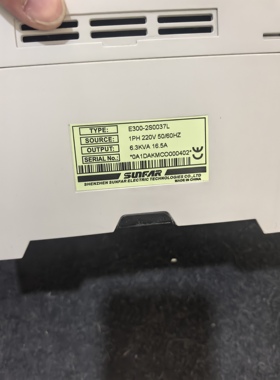 TYPE: E300-2S0037L
SOURCE: 1PH 220V 50/60HZ
OUTPUT: 6.3KVA 16.5A
SERIAL No.: *0A1DAKMCO000402*
CE
SUNFAR
SHENZHEN SUNFAR ELECTRIC TECHNOLOGIES CO.,LTD
MADE IN CHINA